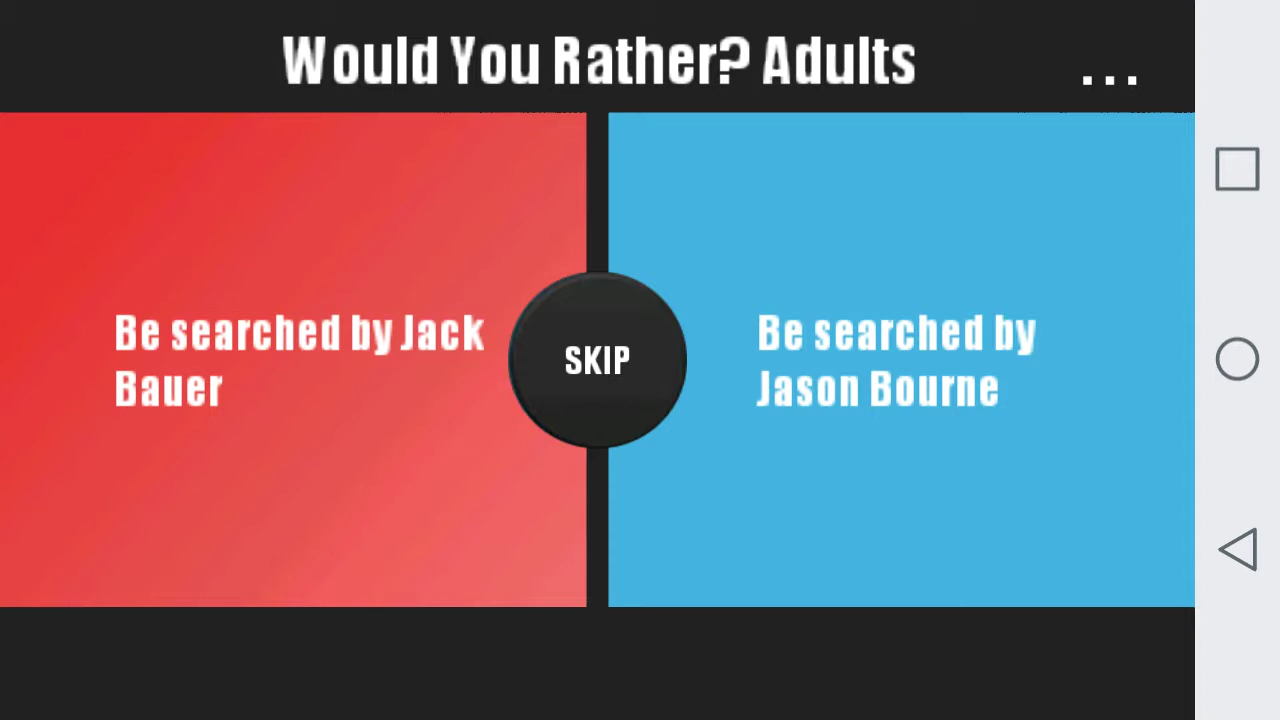 Would You Rather? Adults
...
Be searched by Jack
Bauer
SKIP
Be searched by
Jason Bourne